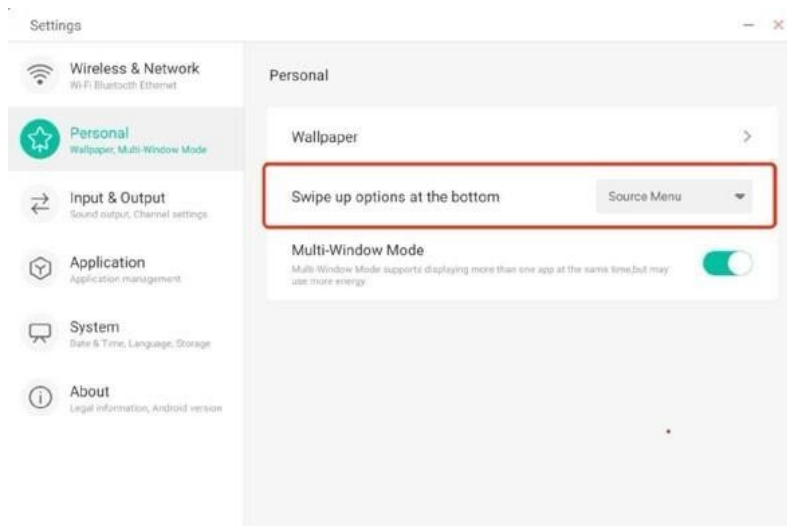 Settings
Wireless & Network
Wi-Fi Bluetooth Ethernet
Personal
Wallpaper, Multi-Window Mode
Input & Output
Sound output, Channel settings
Application
Application management
System
Date & Time, Language, Storage
About
Legal information, Android version
Personal
Wallpaper
Swipe up options at the bottom
Source Menu
Multi-Window Mode
Multi-Window Mode supports displaying more than one app at the same time,but may
use more energy